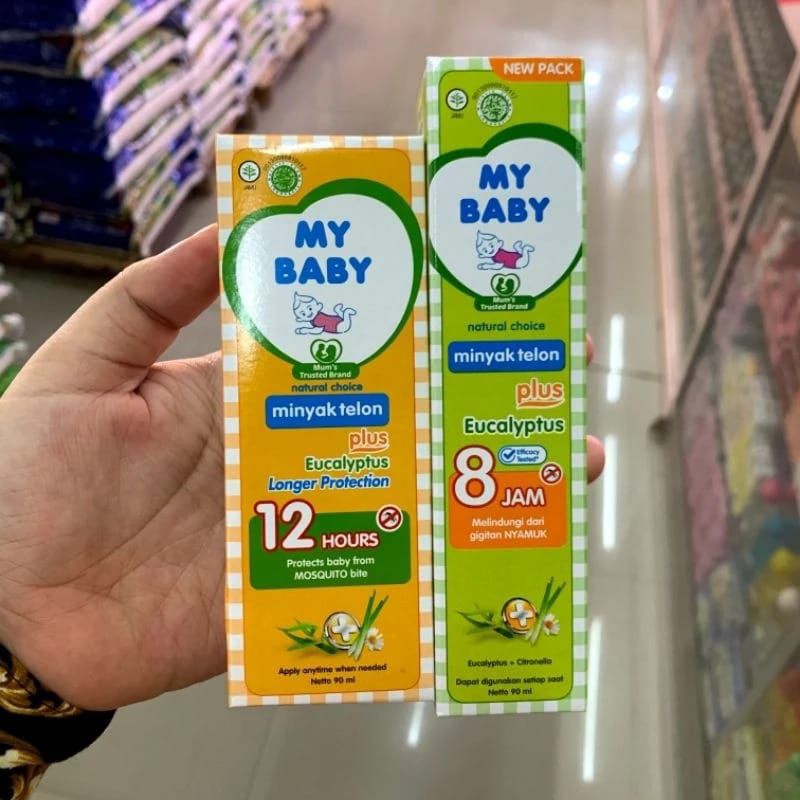 JAMU
MY
BABY
Mum's
Trusted Brand
natural choice
minyak telon
plus
Eucalyptus
Longer Protection
12 HOURS
Protects baby from
MOSQUITO bite
Apply anytime when needed
Netto 90 ml
NEW PACK
JAMU
MY
BABY
Mum's
Trusted Brand
natural choice
minyak telon
plus
Eucalyptus
Efficacy
Tested*
8 JAM
Melindungi dari
gigitan NYAMUK
Eucalyptus + Citronella
Dapat digunakan setiap saat
Netto 90 ml